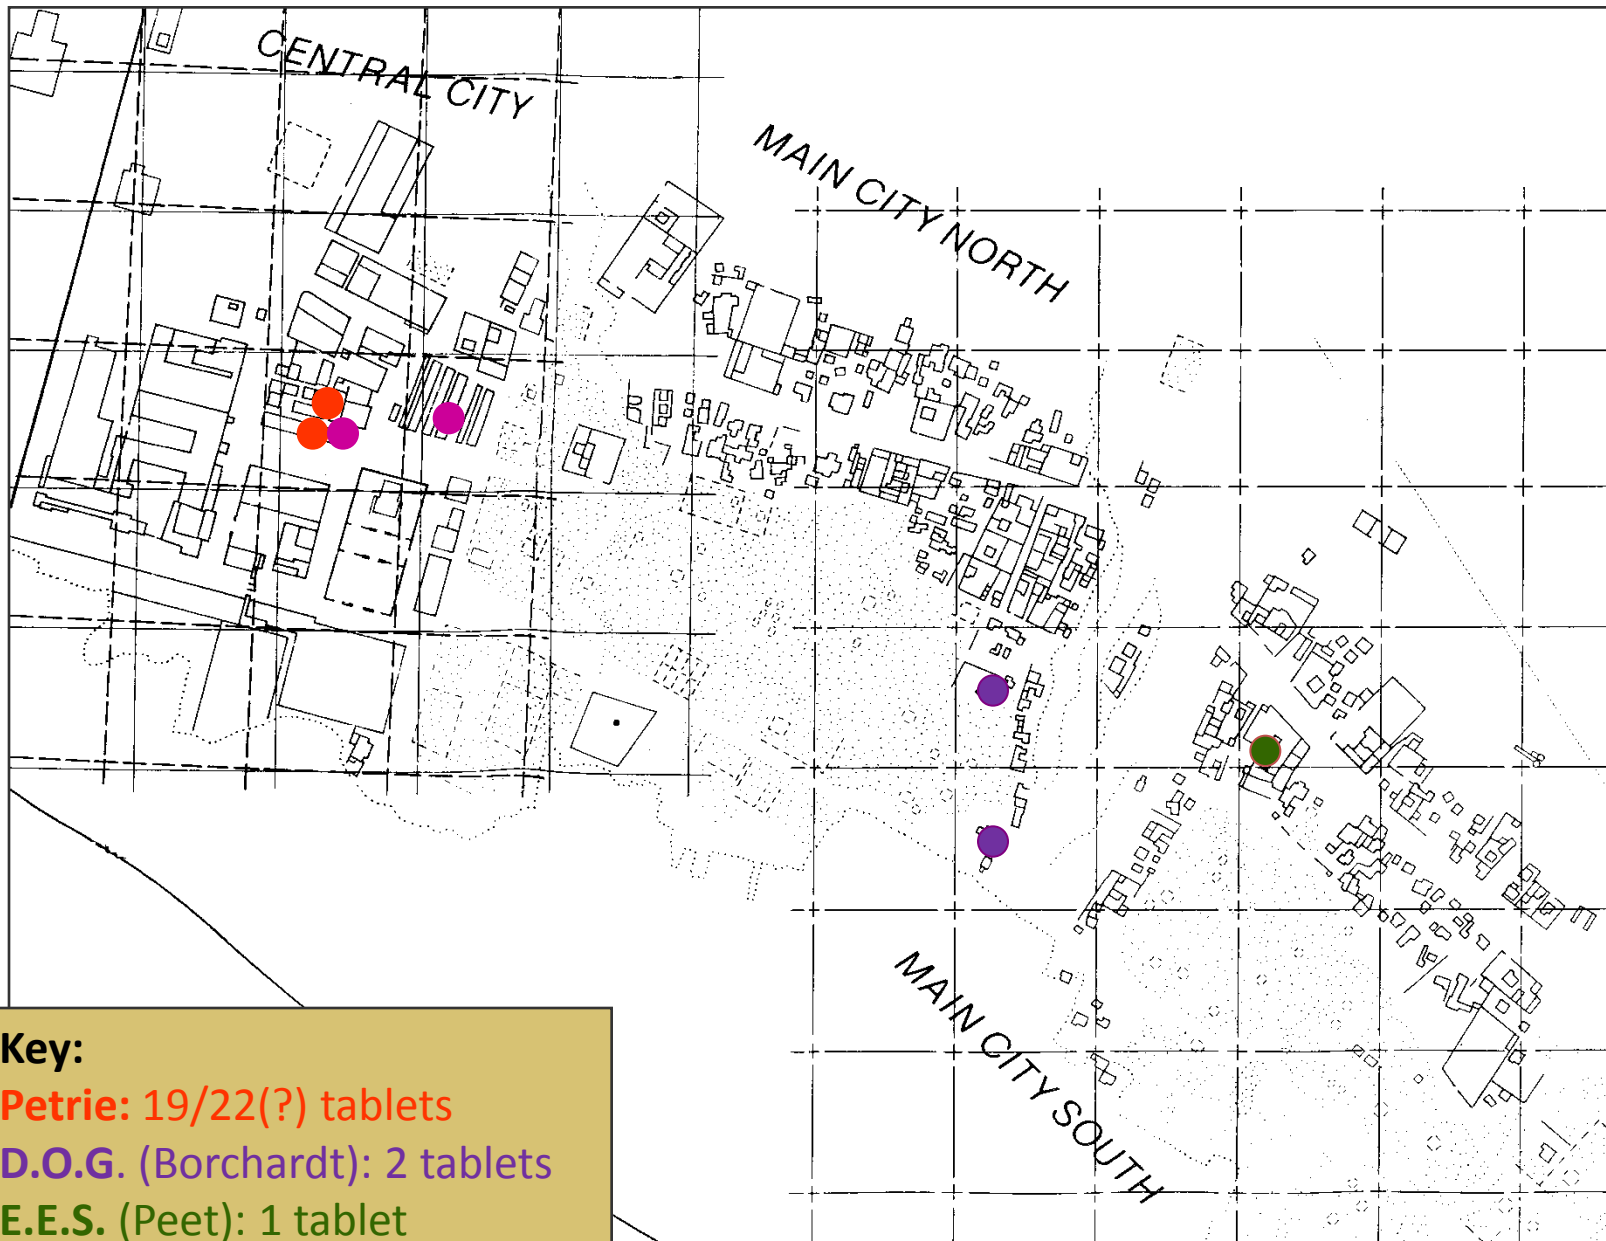 CENTRAL CITY
MAIN CITY NORTH
MAIN CITY SOUTH
Key:
Petrie: 19/22(?) tablets
D.O.G. (Borchardt): 2 tablets
E.E.S. (Peet): 1 tablet